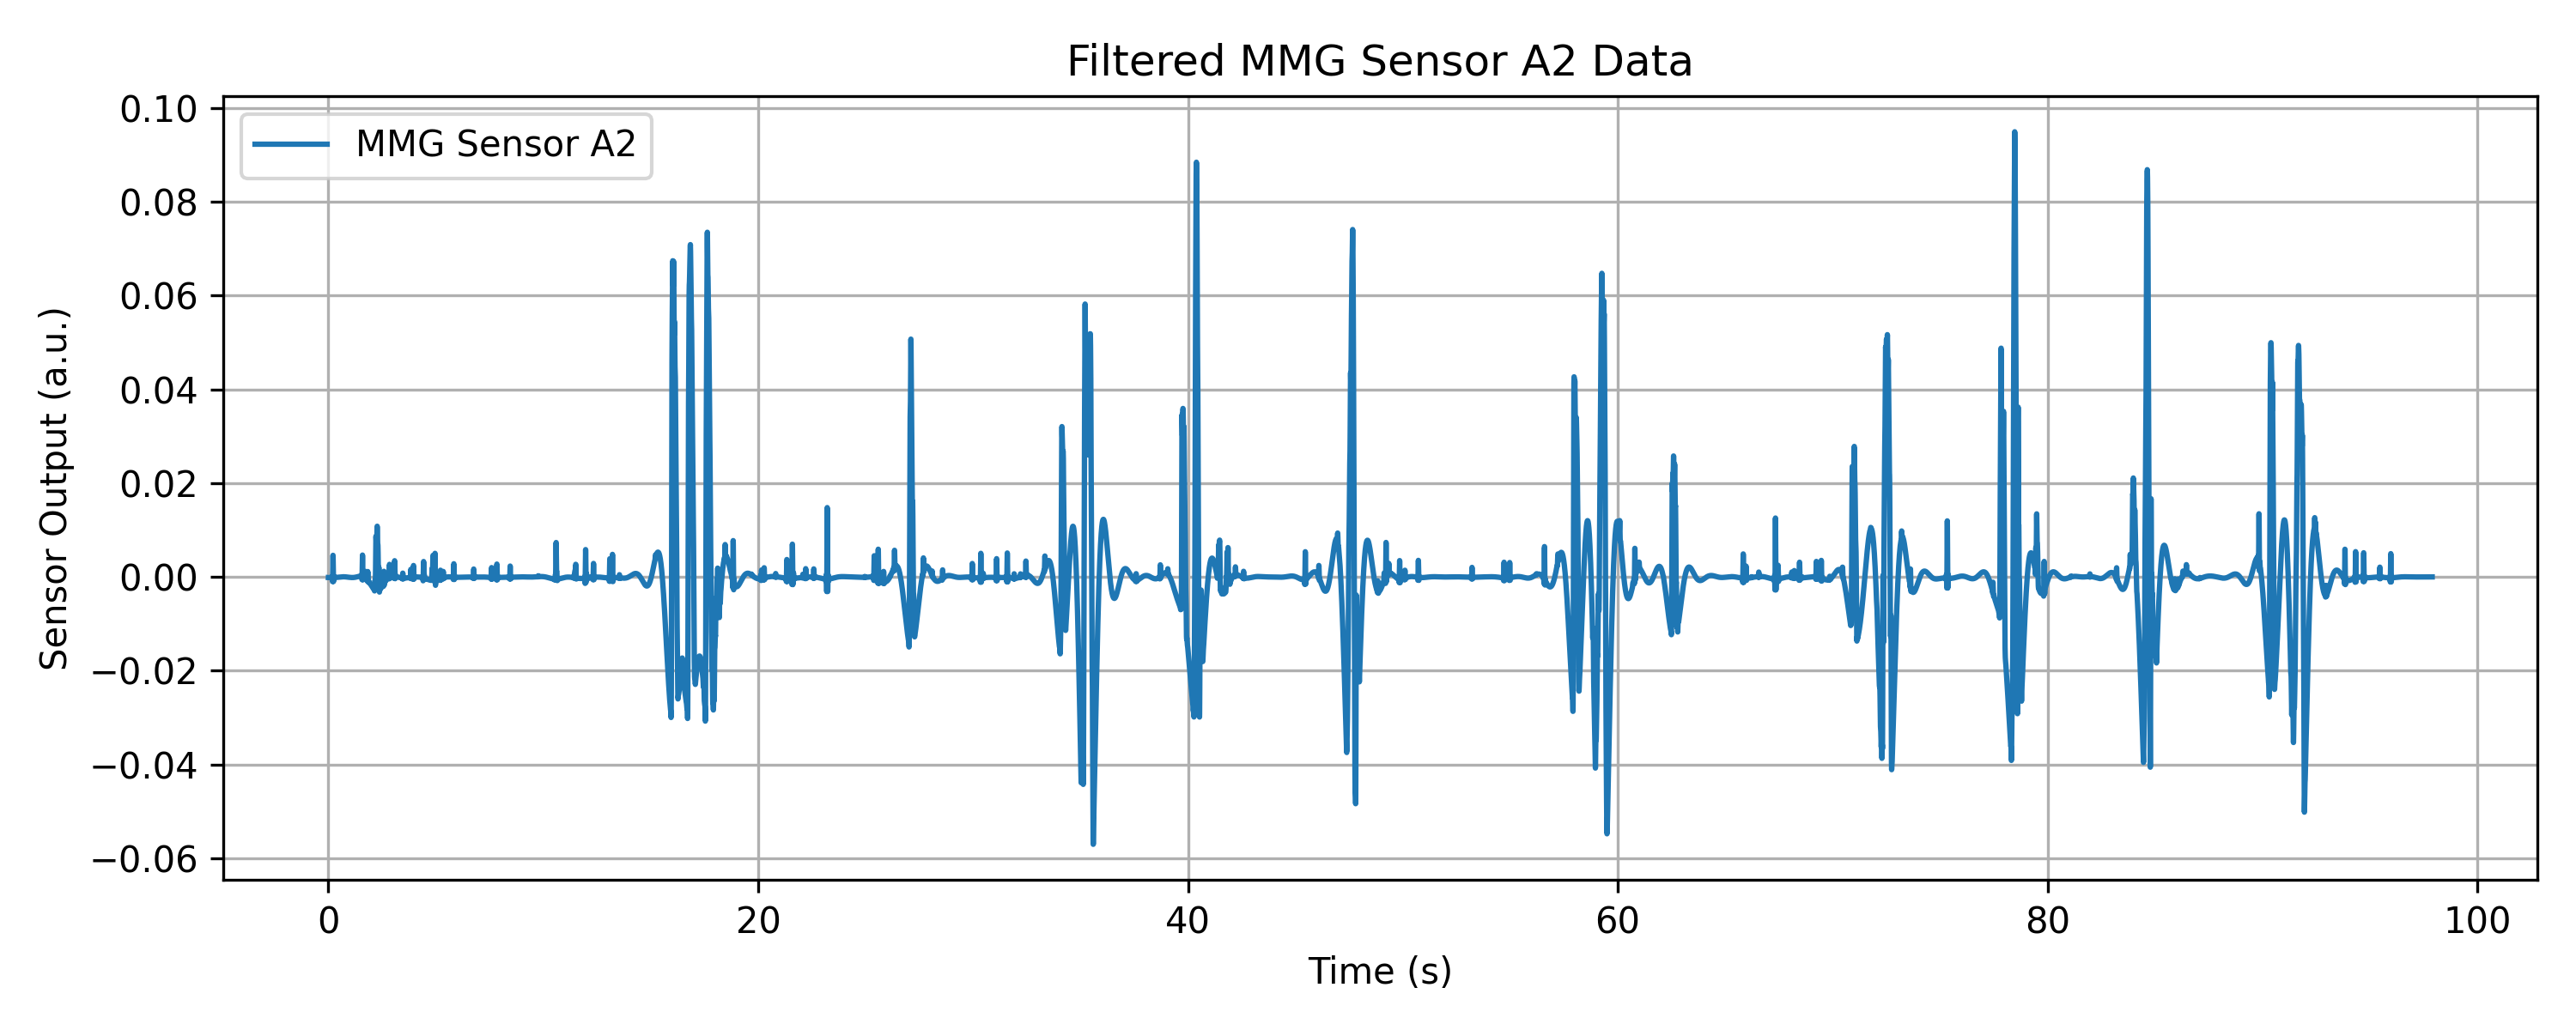 Filtered MMG Sensor A2 Data
MMG Sensor A2
Sensor Output (a.u.)
0.10
0.08
0.06
0.04
0.02
0.00
−0.02
−0.04
−0.06
0 20 40 60 80 100
Time (s)